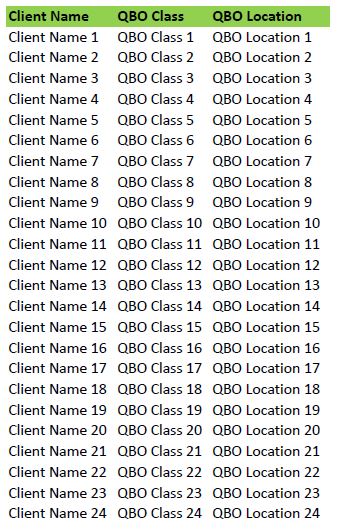 Client Name QBO Class QBO Location
Client Name 1 QBO Class 1 QBO Location 1
Client Name 2 QBO Class 2 QBO Location 2
Client Name 3 QBO Class 3 QBO Location 3
Client Name 4 QBO Class 4 QBO Location 4
Client Name 5 QBO Class 5 QBO Location 5
Client Name 6 QBO Class 6 QBO Location 6
Client Name 7 QBO Class 7 QBO Location 7
Client Name 8 QBO Class 8 QBO Location 8
Client Name 9 QBO Class 9 QBO Location 9
Client Name 10 QBO Class 10 QBO Location 10
Client Name 11 QBO Class 11 QBO Location 11
Client Name 12 QBO Class 12 QBO Location 12
Client Name 13 QBO Class 13 QBO Location 13
Client Name 14 QBO Class 14 QBO Location 14
Client Name 15 QBO Class 15 QBO Location 15
Client Name 16 QBO Class 16 QBO Location 16
Client Name 17 QBO Class 17 QBO Location 17
Client Name 18 QBO Class 18 QBO Location 18
Client Name 19 QBO Class 19 QBO Location 19
Client Name 20 QBO Class 20 QBO Location 20
Client Name 21 QBO Class 21 QBO Location 21
Client Name 22 QBO Class 22 QBO Location 22
Client Name 23 QBO Class 23 QBO Location 23
Client Name 24 QBO Class 24 QBO Location 24